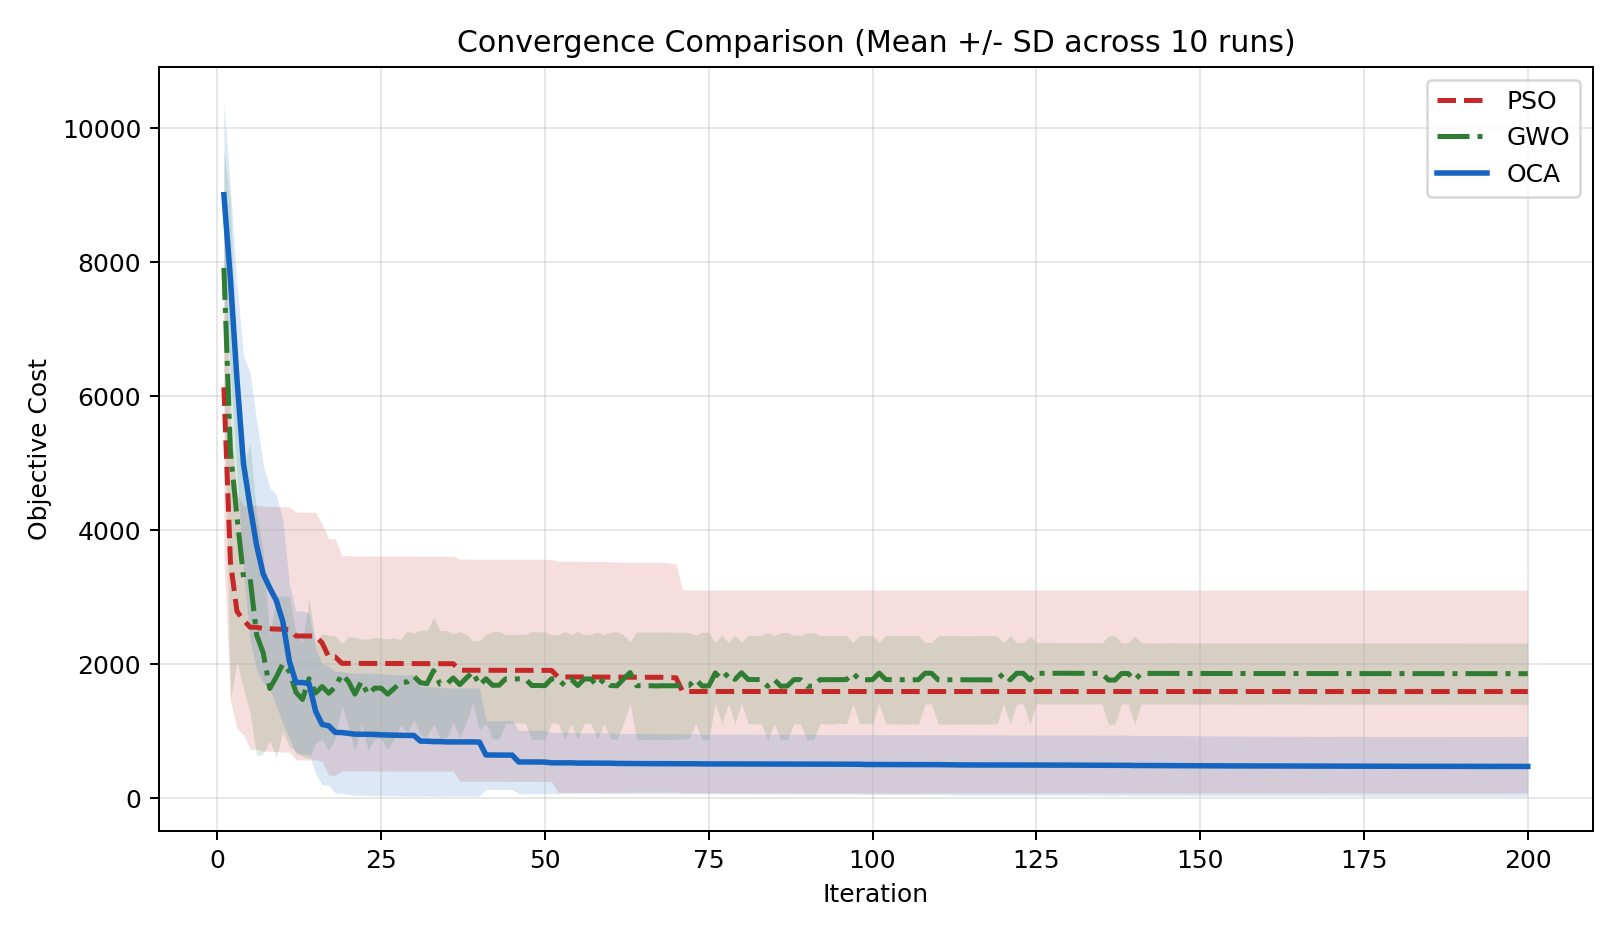 Convergence Comparison (Mean +/- SD across 10 runs)
PSO
GWO
OCA
Objective Cost
10000
8000
6000
4000
2000
0
0 25 50 75 100 125 150 175 200
Iteration